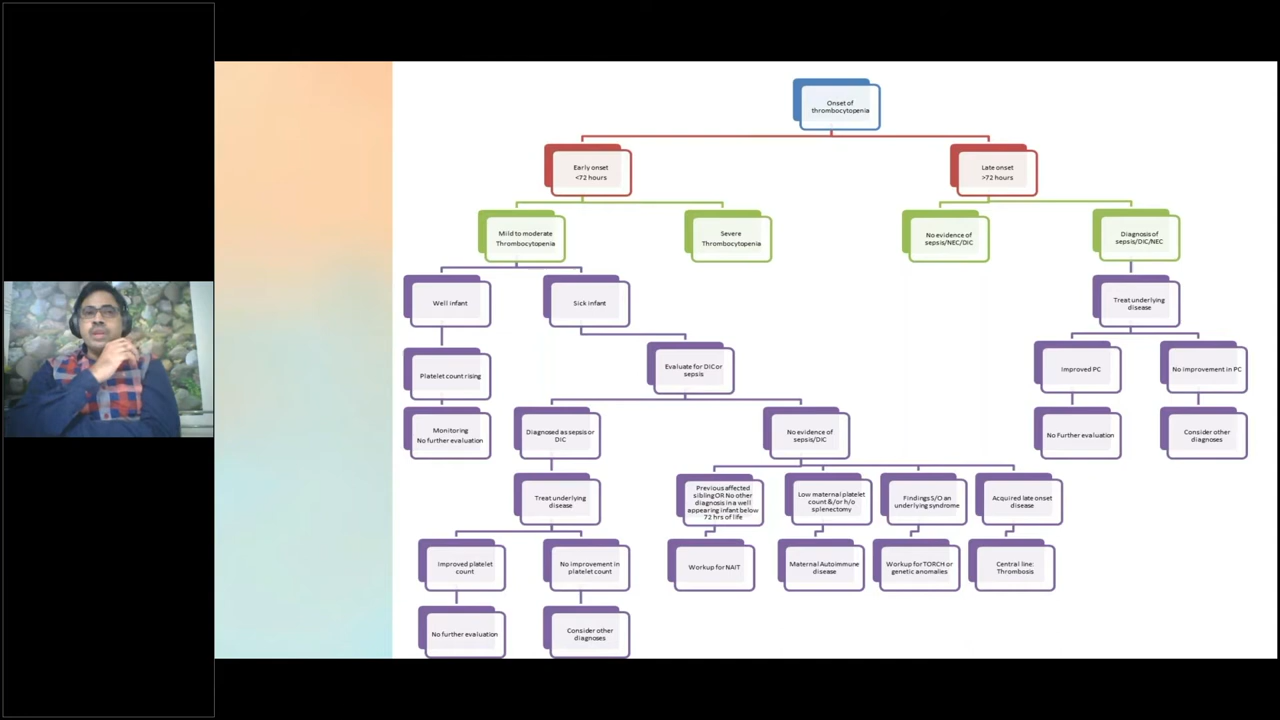 Onset of
thrombocytopenia
Early onset
<72 hours
Late onset
>72 hours
Mild to moderate
Thrombocytopenia
Severe
Thrombocytopenia
No evidence of
sepsis/NEC/DIC
Diagnosis of
sepsis/DIC/NEC
Well infant
Sick infant
Treat underlying
disease
Platelet count rising
Evaluate for DIC or
sepsis
Improved PC
No improvement in PC
Monitoring
No further evaluation
Diagnosed as sepsis or
DIC
No evidence of
sepsis/DIC
No Further evaluation
Consider other
diagnoses
Treat underlying
disease
Previous affected
sibling OR No other
diagnosis in a well
appearing infant below
72 hrs of life
Low maternal platelet
count &/or h/o
splenectomy
Findings S/O an
underlying syndrome
Acquired late onset
disease
Improved platelet
count
No improvement in
platelet count
Workup for NAIT
Maternal Autoimmune
disease
Workup for TORCH or
genetic anomalies
Central line:
Thrombosis
No further evaluation
Consider other
diagnoses